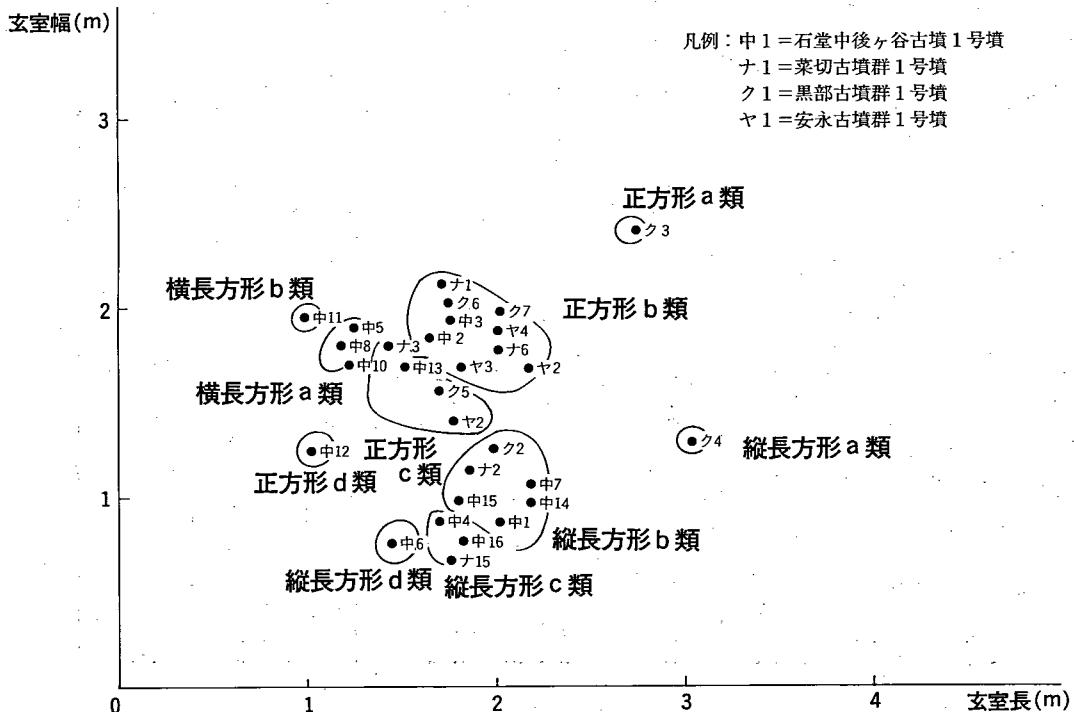 玄室幅(m)
凡例：中1＝石堂中後ヶ谷古墳1号墳
ナ1＝菜切古墳群1号墳
ク1＝黒部古墳群1号墳
ヤ1＝安永古墳群1号墳
3
正方形a類
ク3
横長方形b類
ナ1
ク6
ク7
正方形b類
2
中11
中5
中3
ヤ4
中8
ナ3
中2
ナ6
中10
中13
ヤ3
ヤ2
横長方形a類
ク5
ヤ2
中12
正方形
c類
ク2
ク4
縦長方形a類
正方形d類
ナ2
中7
1
中15
中14
中4
中1
中6
中16
縦長方形b類
ナ15
縦長方形d類
縦長方形c類
0
1
2
3
4
玄室長(m)